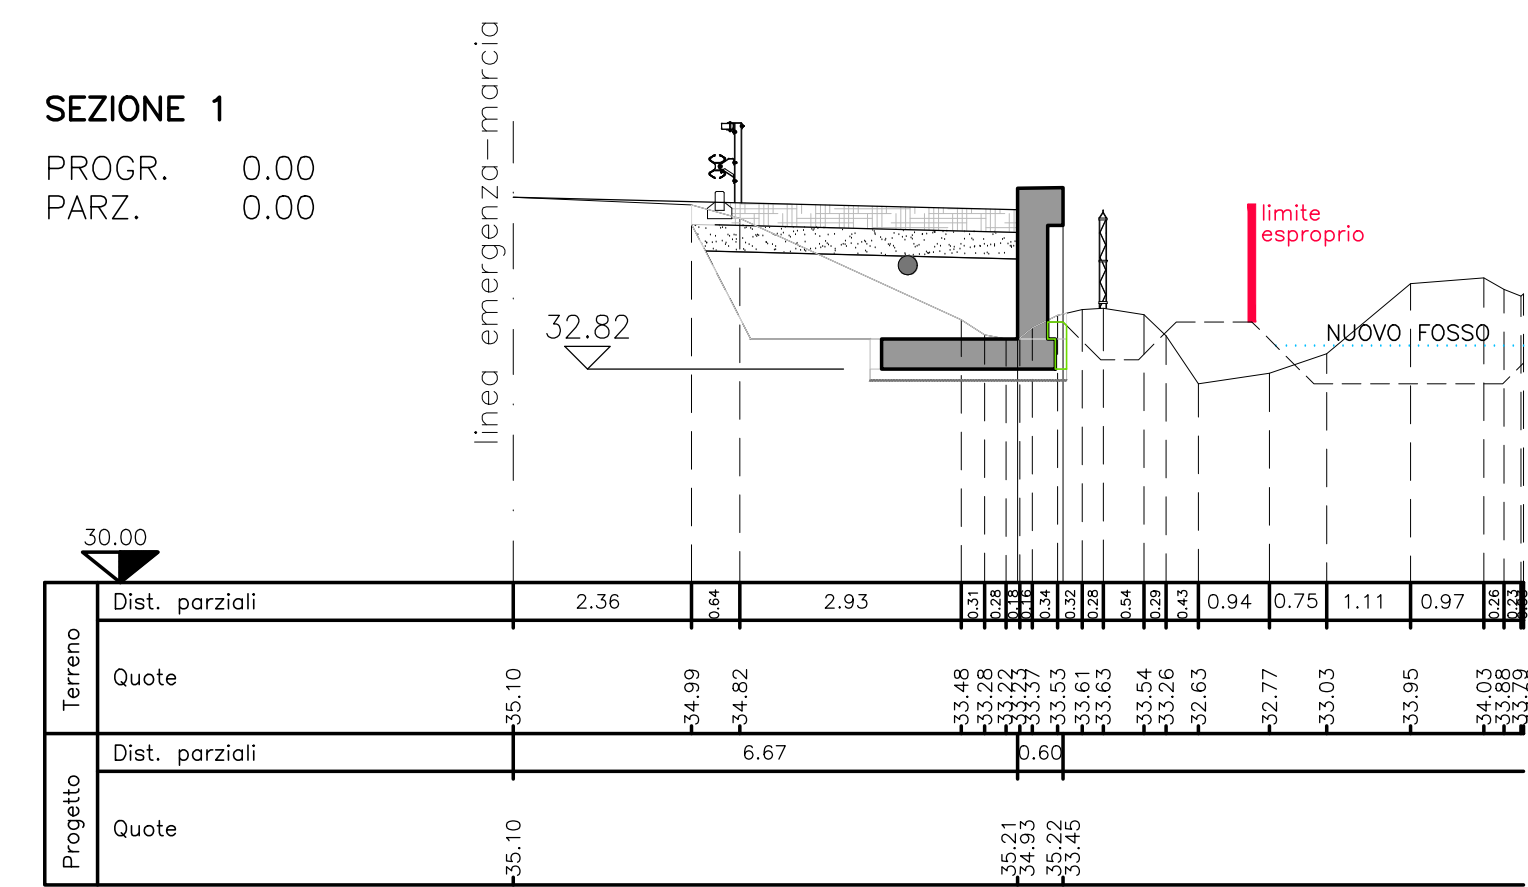 SEZIONE 1
PROGR. 0.00
PARZ. 0.00
linea emergenza-marcia
limite
esproprio
32.82
NUOVO FOSSO
30.00
Terreno
Dist. parziali 2.36 0.64 2.93 0.31 0.28 0.18 0.16 0.34 0.32 0.28 0.54 0.29 0.43 0.94 0.75 1.11 0.97 0.26 0.23
Quote 35.10 34.99 34.82 33.48 33.28 33.22 33.23 33.37 33.53 33.61 33.63 33.54 33.26 32.63 32.77 33.03 33.95 34.03 33.88 33.79
Progetto
Dist. parziali 6.67 0.60
Quote 35.10 35.21 34.93 35.22 33.45